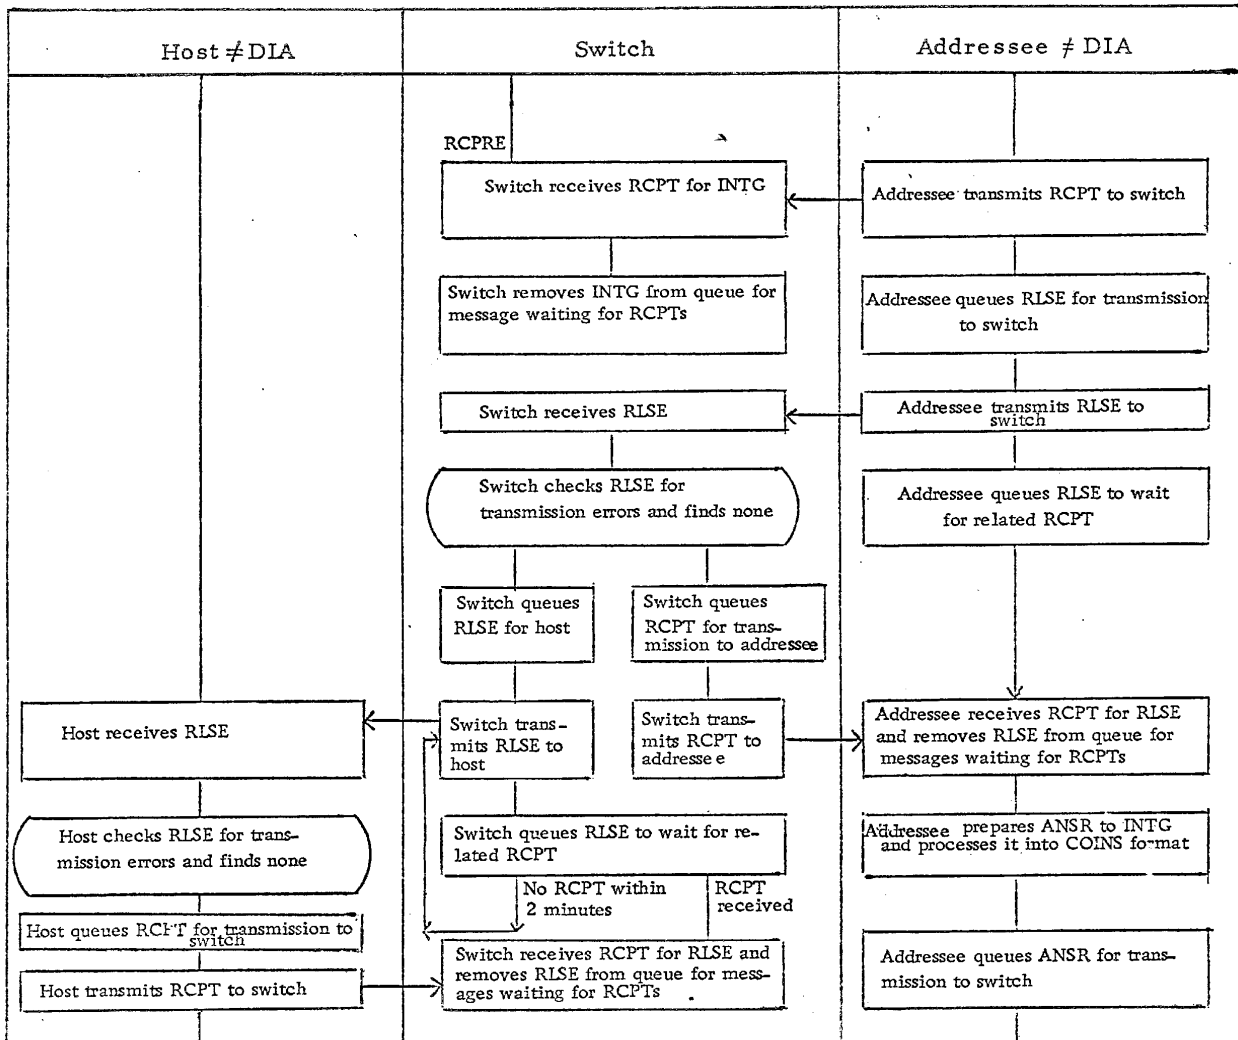 Host ≠ DIA
Switch
Addressee ≠ DIA
RCPRE
Switch receives RCPT for INTG
Addressee transmits RCPT to switch
Switch removes INTG from queue for
message waiting for RCPTs
Addressee queues RLSE for transmission
to switch
Switch receives RLSE
Addressee transmits RLSE to
switch
Switch checks RLSE for
transmission errors and finds none
Addressee queues RLSE to wait
for related RCPT
Switch queues
RLSE for host
Switch queues
RCPT for trans-
mission to addressee
Host receives RLSE
Switch trans-
mits RLSE to
host
Switch trans-
mits RCPT to
addressee
Addressee receives RCPT for RLSE
and removes RLSE from queue for
messages waiting for RCPTs
Host checks RLSE for trans-
mission errors and finds none
Switch queues RLSE to wait for re-
lated RCPT
Addressee prepares ANSR to INTG
and processes it into COINS format
No RCPT within
2 minutes
RCPT
received
Host queues RCPT for transmission to
switch
Switch receives RCPT for RLSE and
removes RLSE from queue for mess-
ages waiting for RCPTs
Addressee queues ANSR for trans-
mission to switch
Host transmits RCPT to switch